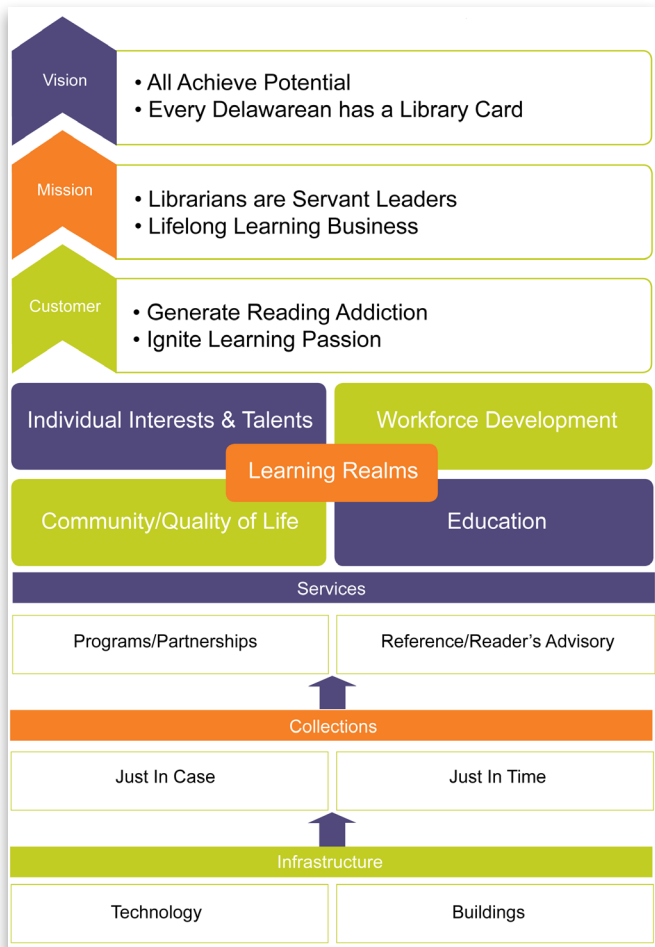 Vision
• All Achieve Potential
• Every Delawarean has a Library Card
Mission
• Librarians are Servant Leaders
• Lifelong Learning Business
Customer
• Generate Reading Addiction
• Ignite Learning Passion
Individual Interests & Talents
Workforce Development
Learning Realms
Community/Quality of Life
Education
Services
Programs/Partnerships
Reference/Reader’s Advisory
Collections
Just In Case
Just In Time
Infrastructure
Technology
Buildings